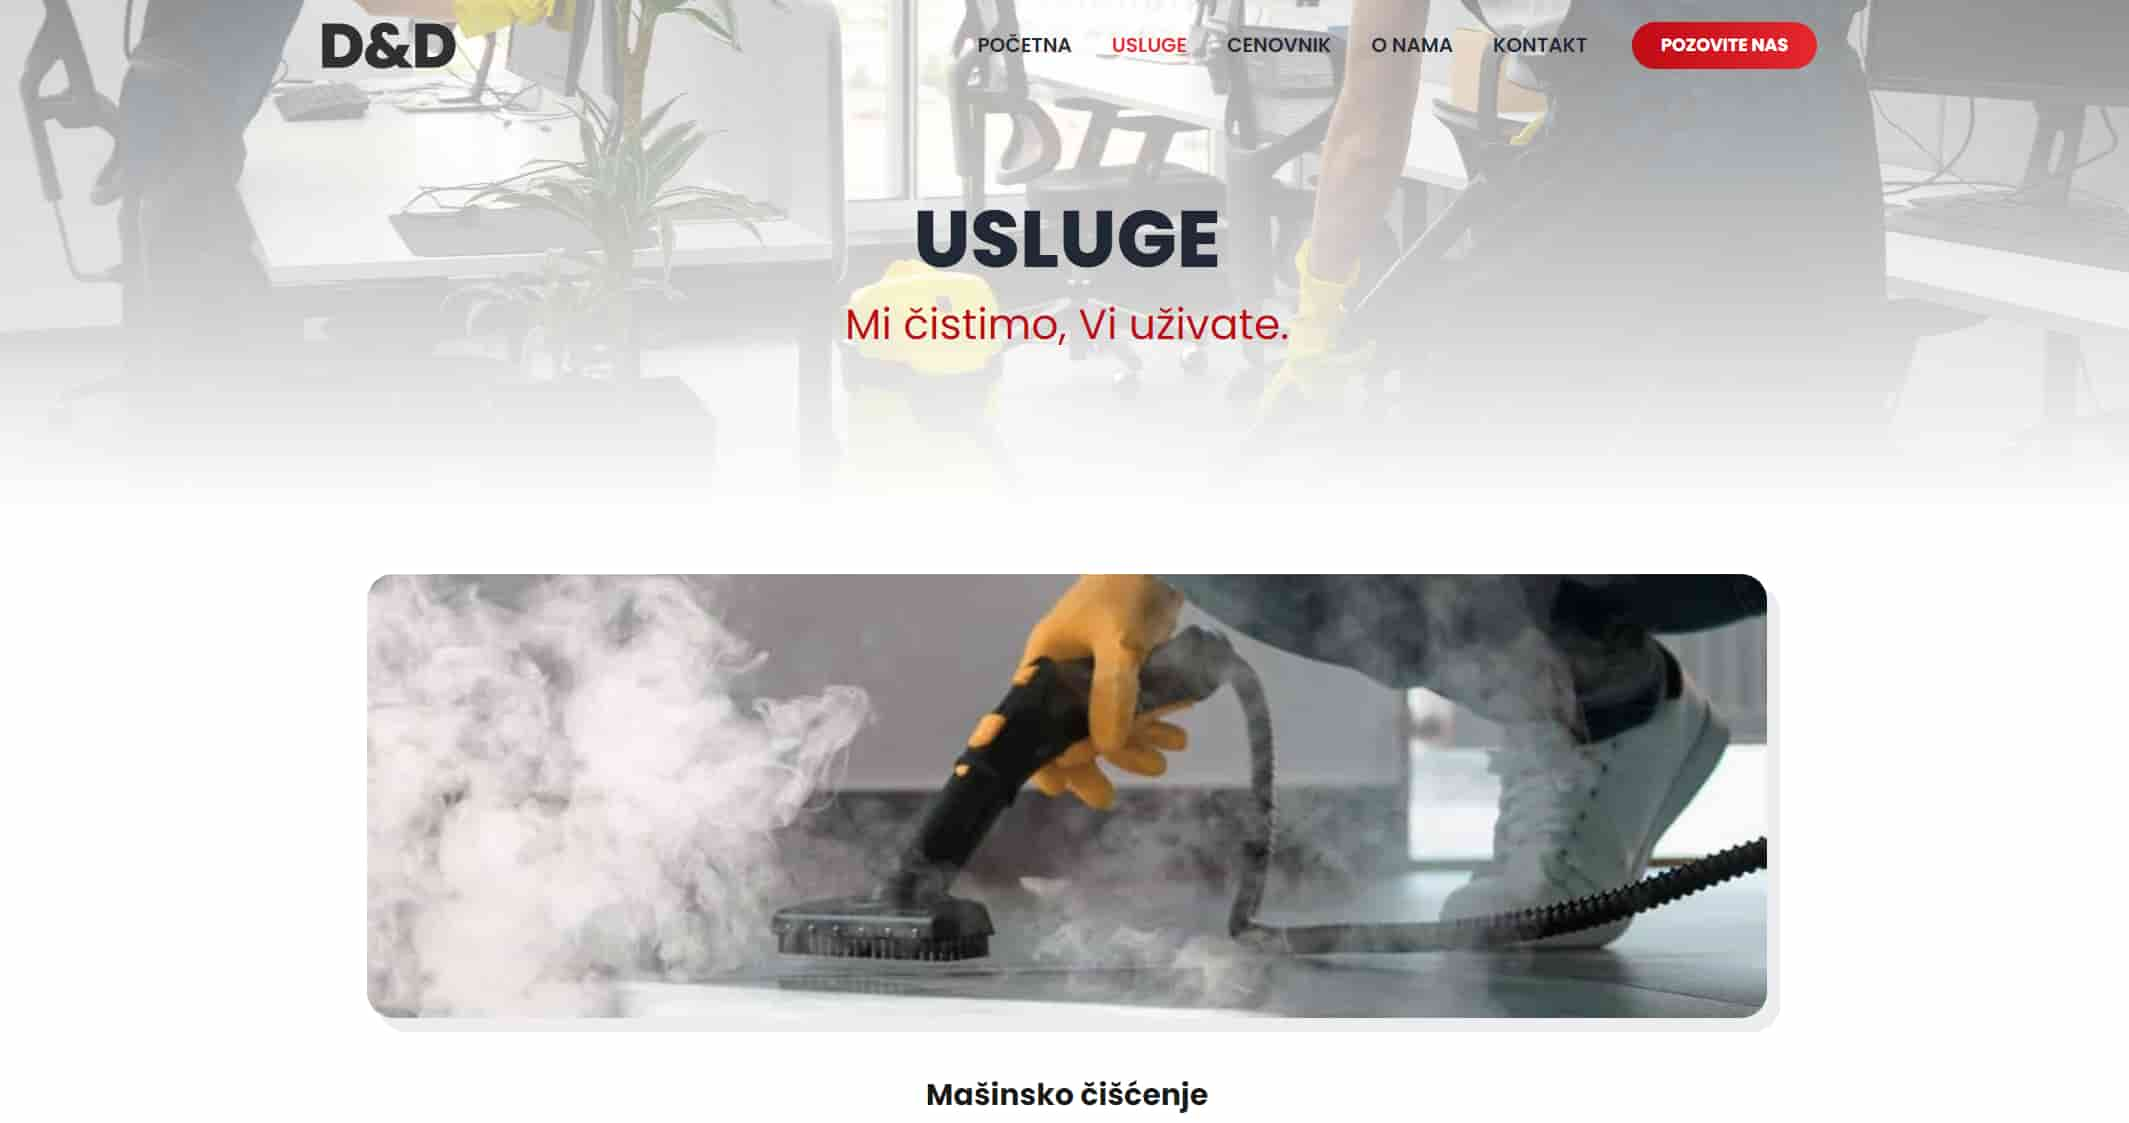 D&D
POČETNA USLUGE CENOVNIK O NAMA KONTAKT POZOVITE NAS
USLUGE
Mi čistimo, Vi uživate.
Mašinsko čišćenje